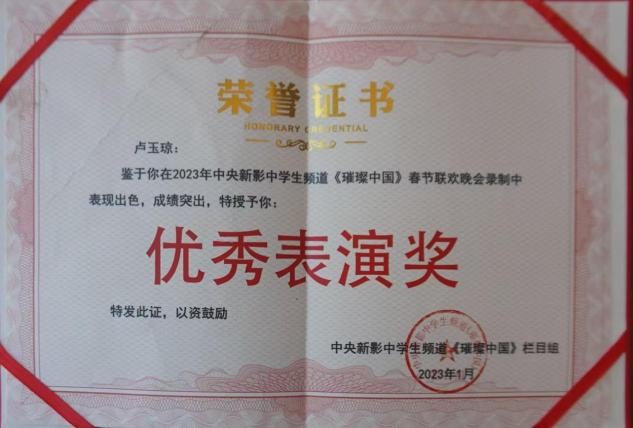 荣誉证书
HONORARY CREDENTIAL
卢玉琼：
鉴于你在2023年中央新影中学生频道《璀璨中国》春节联欢晚会录制中
表现出色，成绩突出，特授予你：
优秀表演奖
特发此证，以资鼓励
中央新影中学生频道《璀璨中国》栏目组
2023年1月